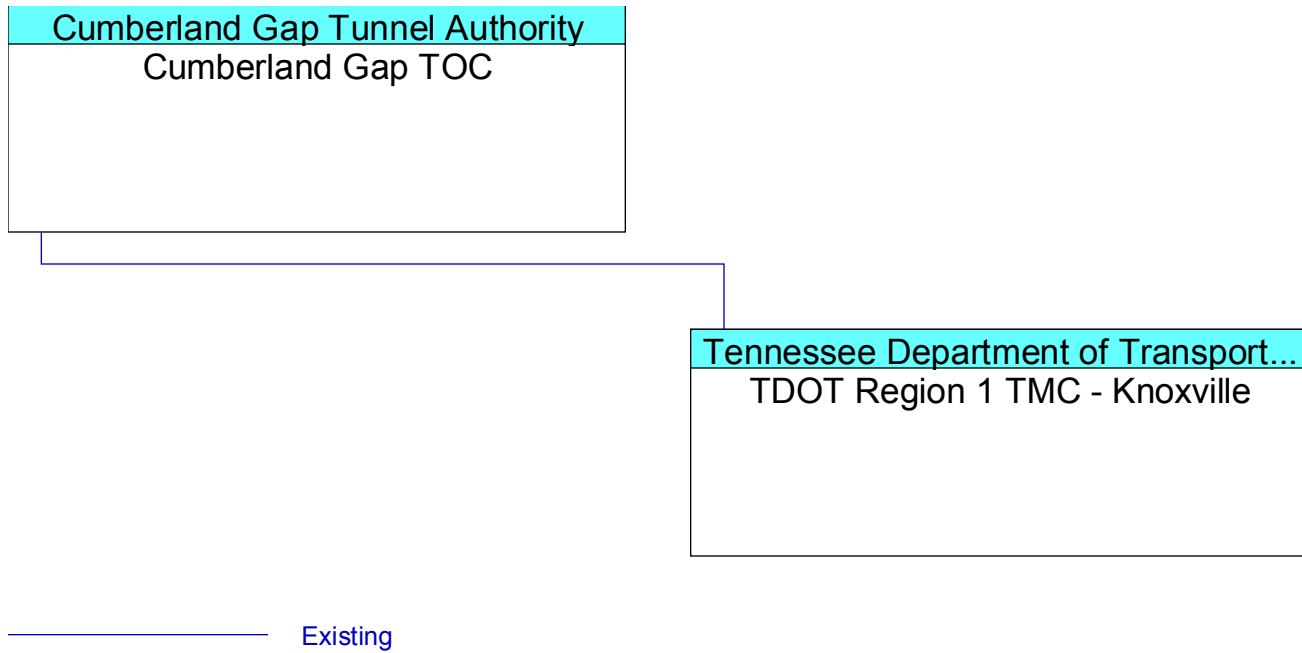 Cumberland Gap Tunnel Authority
Cumberland Gap TOC
Tennessee Department of Transport...
TDOT Region 1 TMC - Knoxville
Existing